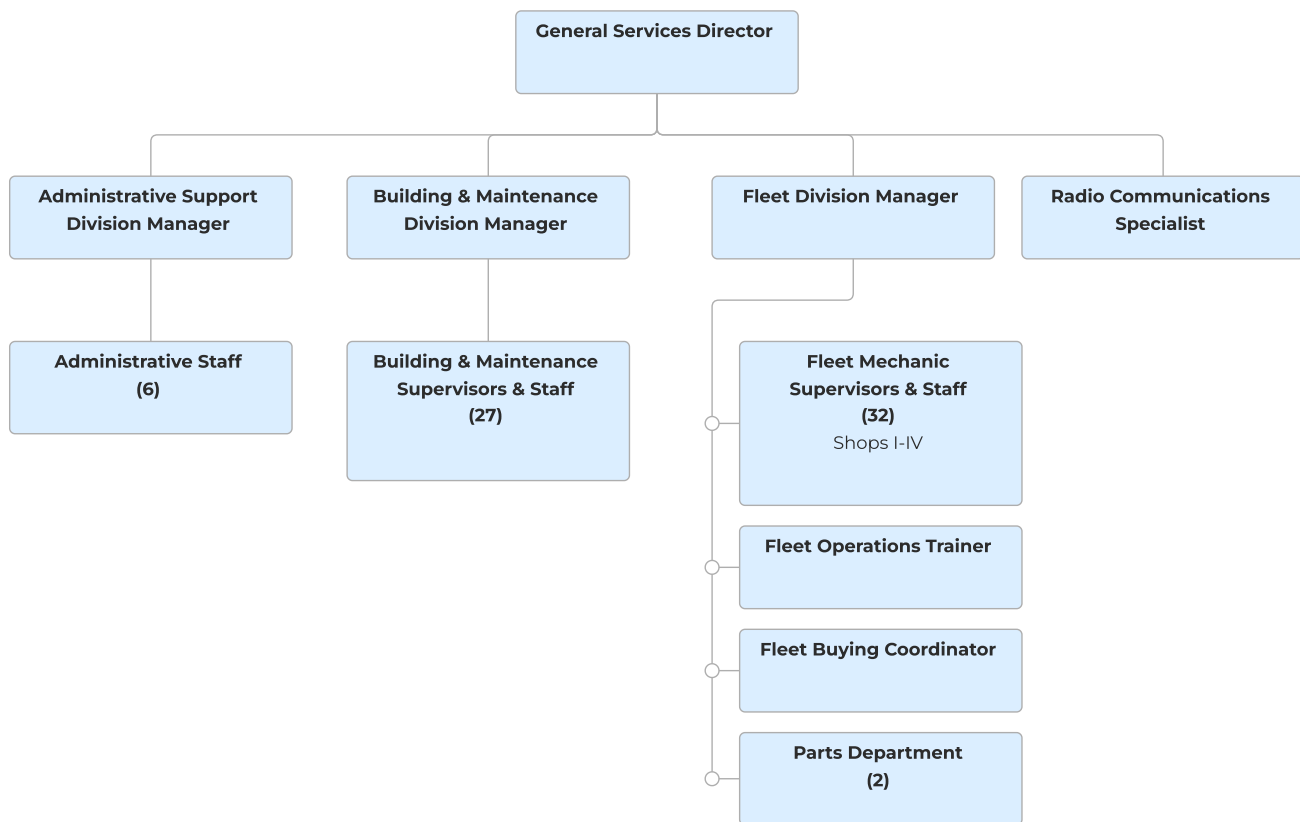 General Services Director
Administrative Support
Division Manager
Building & Maintenance
Division Manager
Fleet Division Manager
Radio Communications
Specialist
Administrative Staff
(6)
Building & Maintenance
Supervisors & Staff
(27)
Fleet Mechanic
Supervisors & Staff
(32)
Shops I-IV
Fleet Operations Trainer
Fleet Buying Coordinator
Parts Department
(2)